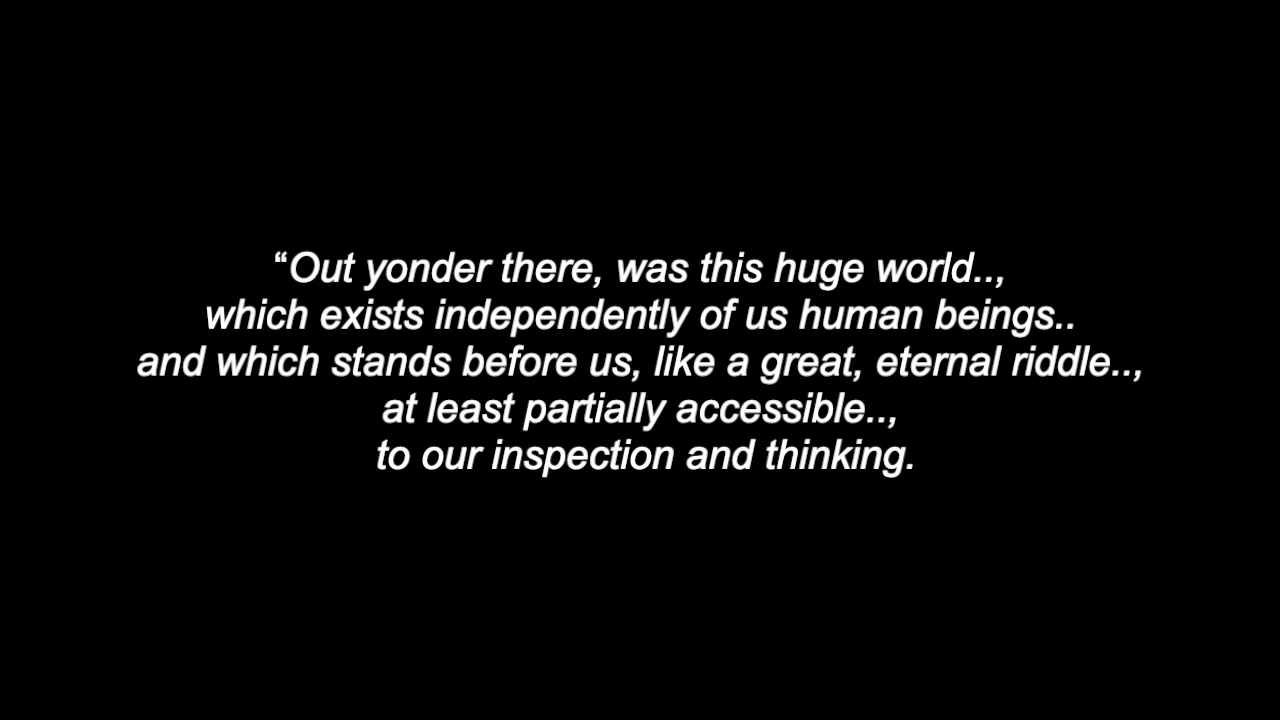 “Out yonder there, was this huge world..,
which exists independently of us human beings..
and which stands before us, like a great, eternal riddle..,
at least partially accessible..,
to our inspection and thinking.